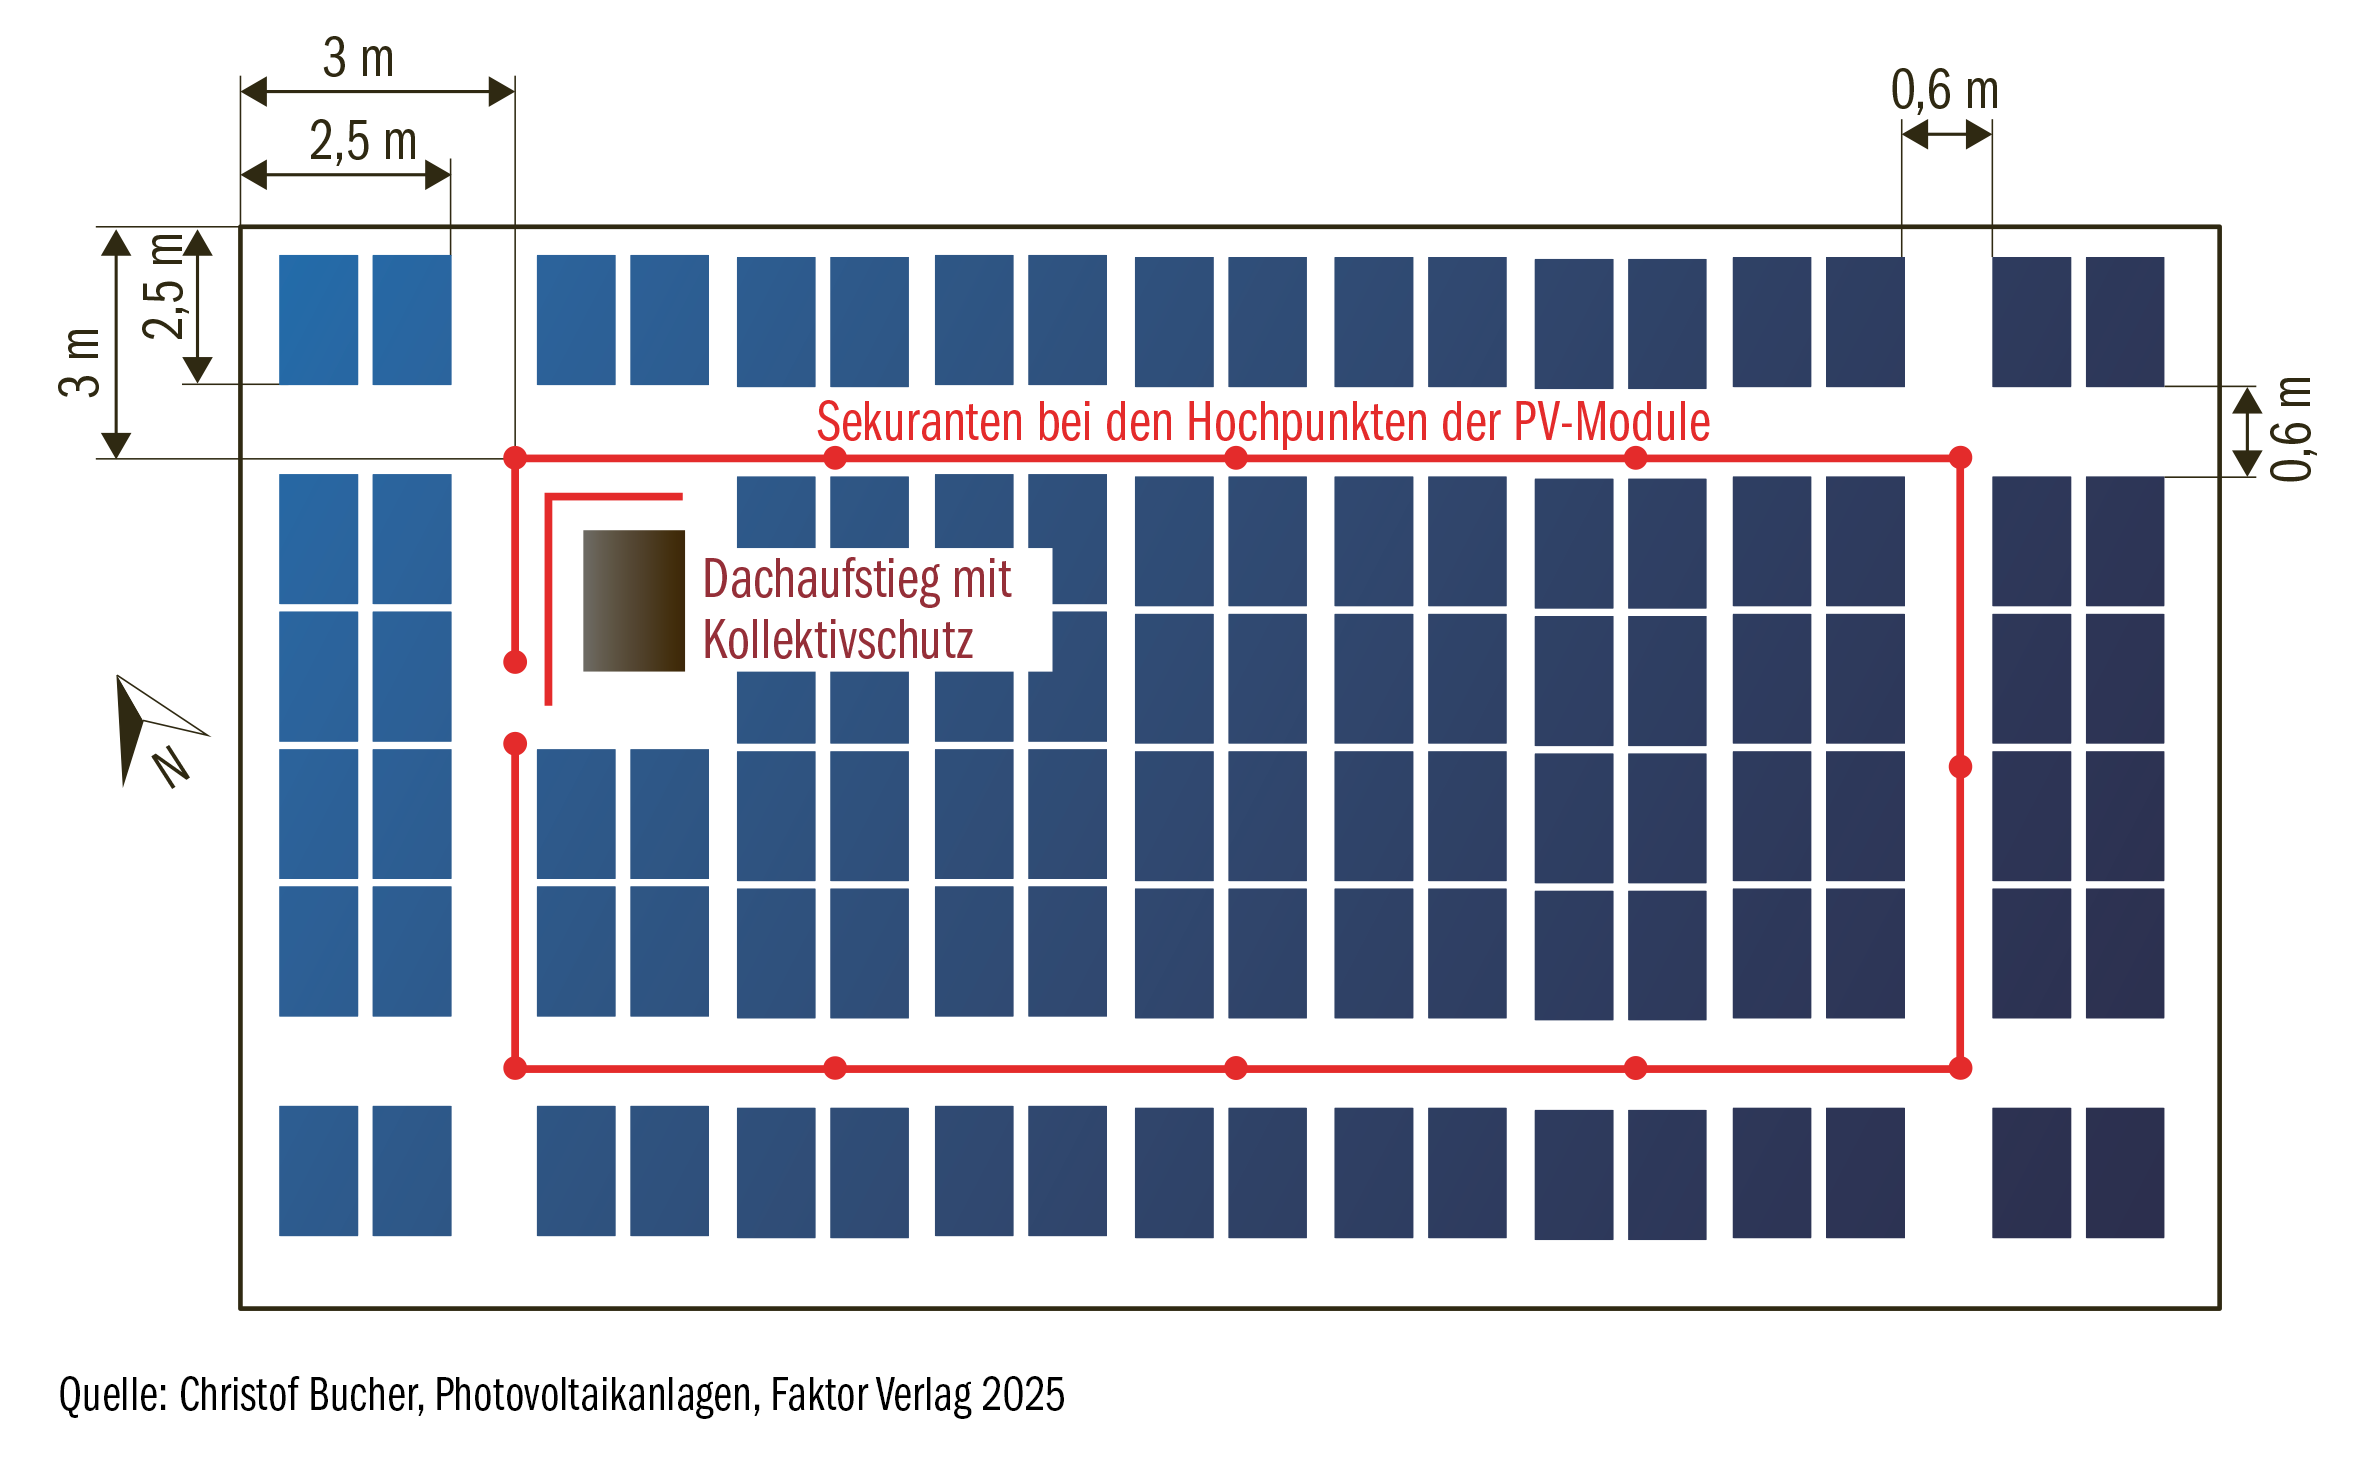 3 m
2,5 m
0,6 m
2,5 m
3 m
0,6 m
Sekuranten bei den Hochpunkten der PV-Module
Dachaufstieg mit
Kollektivschutz
N
Quelle: Christof Bucher, Photovoltaikanlagen, Faktor Verlag 2025